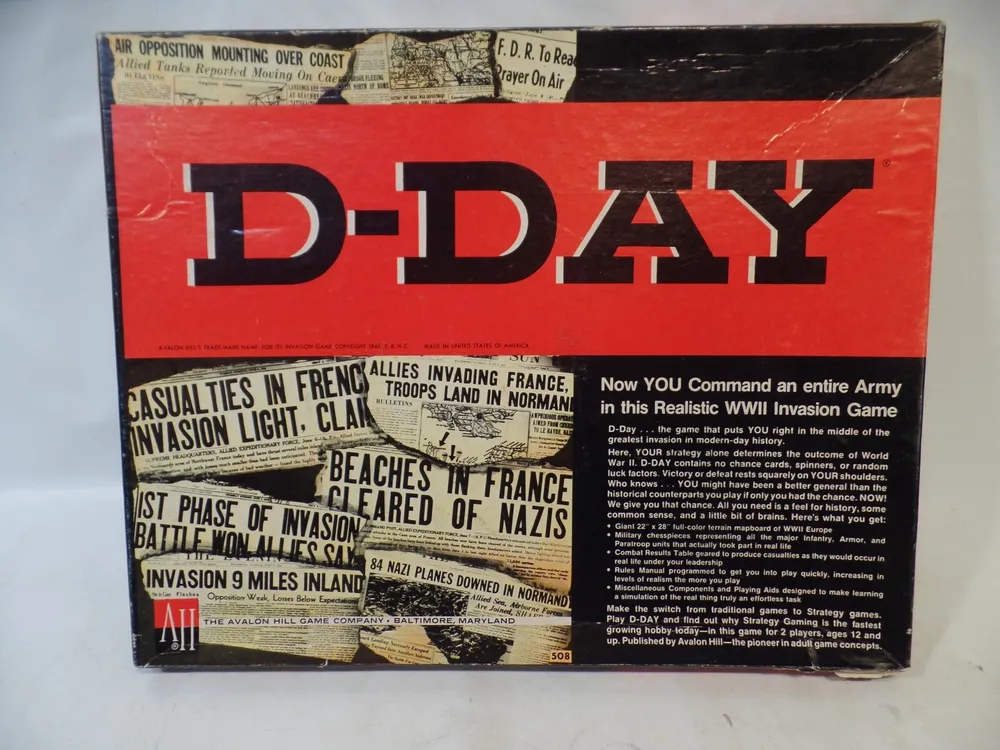 AIR OPPOSITION MOUNTING OVER COAST
Allied Tanks Reported Moving On Caen
BULLETINS
F. D. R. To Read
Prayer On Air
D-DAY
®
MADE IN UNITED STATES OF AMERICA
SUN
CASUALTIES IN FRENCH
INVASION LIGHT, CLAI
ALLIES INVADING FRANCE,
TROOPS LAND IN NORMAN
BULLETINS
BEACHES IN FRANCE
CLEARED OF NAZIS
1ST PHASE OF INVASION
BATTLE WON, ALLIES SAY
INVASION 9 MILES INLAND
Opposition Weak, Losses Below Expectation
84 NAZI PLANES DOWNED IN NORMANDY
Allied Sea, Airborne Forces
Are Joined,
AH
®
THE AVALON HILL GAME COMPANY • BALTIMORE, MARYLAND
508
Now YOU Command an entire Army
in this Realistic WWII Invasion Game
D-Day . . . the game that puts YOU right in the middle of the
greatest invasion in modern-day history.
Here, YOUR strategy alone determines the outcome of World
War II. D-DAY contains no chance cards, spinners, or random
luck factors. Victory or defeat rests squarely on YOUR shoulders.
Who knows . . . YOU might have been a better general than the
historical counterparts you play if only you had the chance. NOW!
We give you that chance. All you need is a feel for history, some
common sense, and a little bit of brains. Here's what you get:
• Giant 22" x 28" full-color terrain mapboard of WWII Europe
• Military chesspieces representing all the major Infantry, Armor, and
Paratroop units that actually took part in real life
• Combat Results Table geared to produce casualties as they would occur in
real life under your leadership
• Rules Manual programmed to get you into play quickly, increasing in
levels of realism the more you play
• Miscellaneous Components and Playing Aids designed to make learning
a simulation of the real thing truly an effortless task
Make the switch from traditional games to Strategy games.
Play D-DAY and find out why Strategy Gaming is the fastest
growing hobby today—in this game for 2 players, ages 12 and
up. Published by Avalon Hill—the pioneer in adult game concepts.